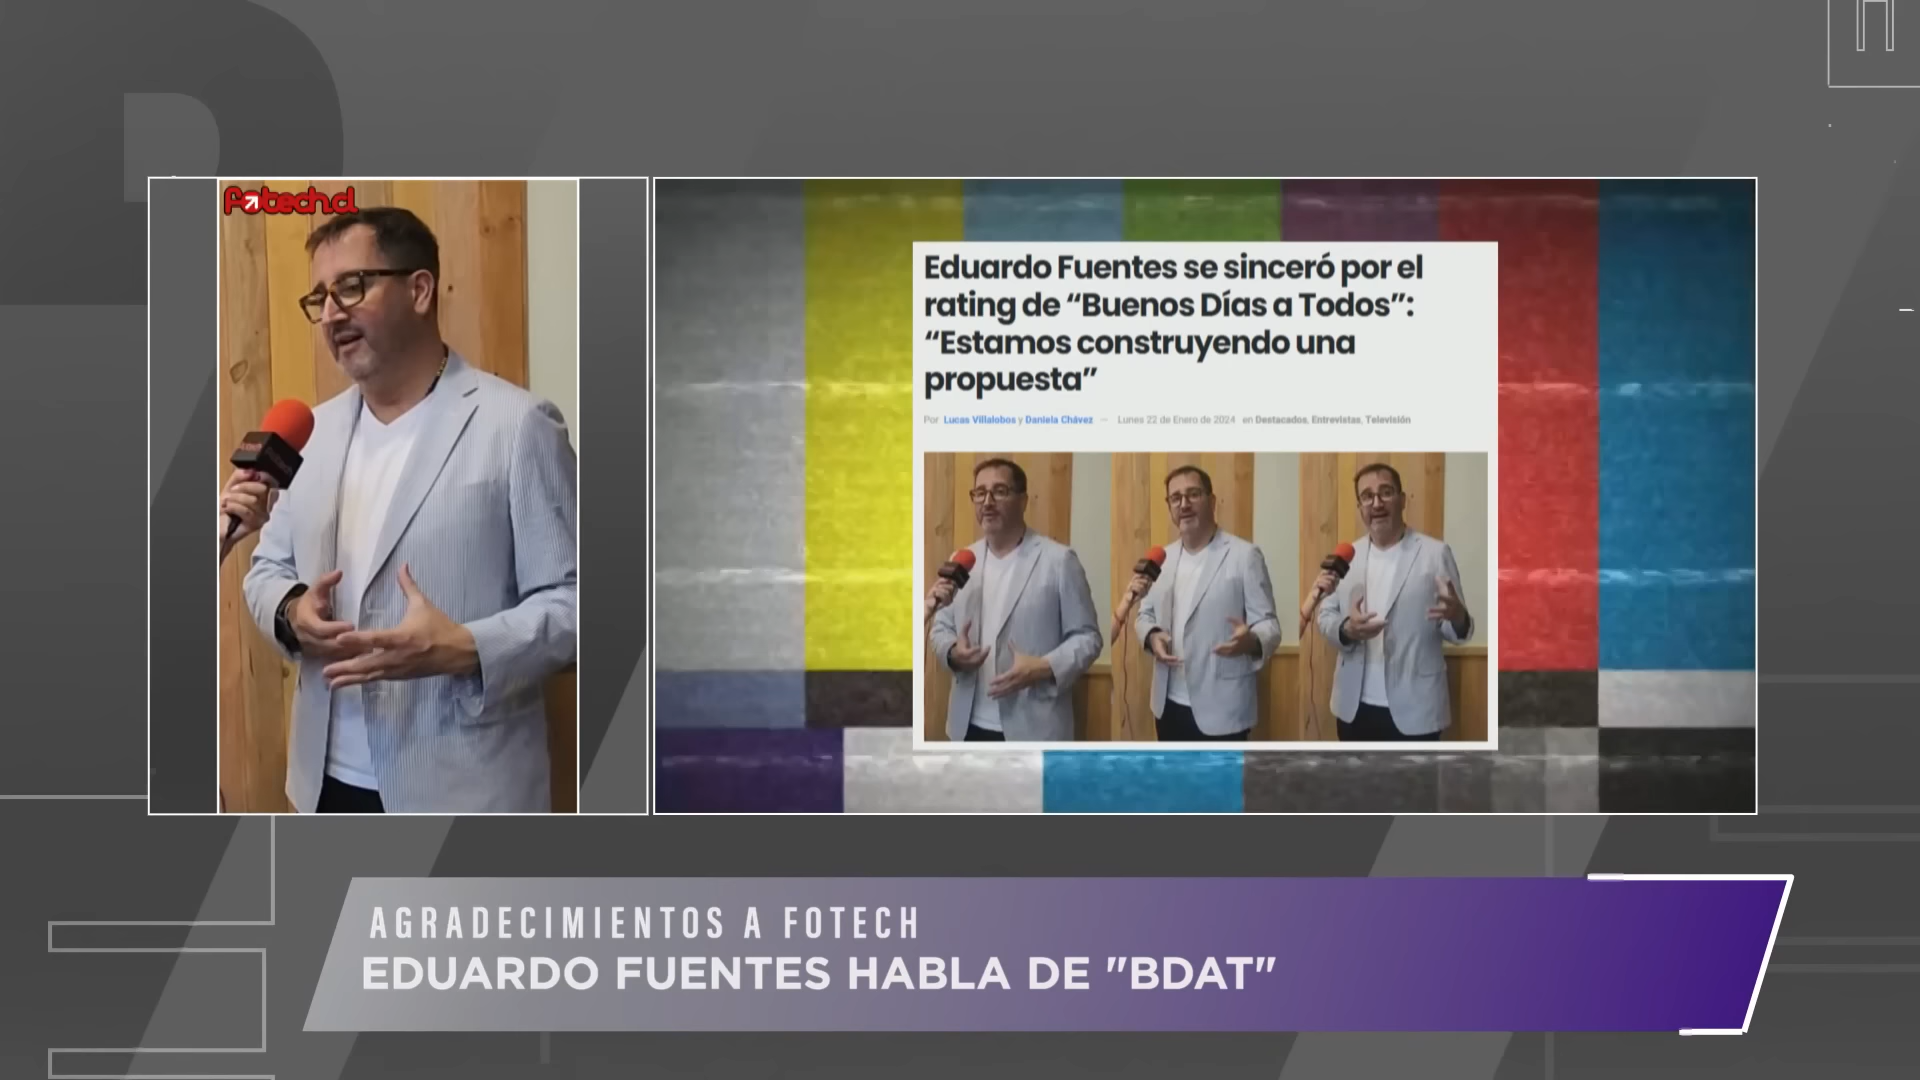 fotech.cl
Eduardo Fuentes se sinceró por el
rating de “Buenos Días a Todos”:
“Estamos construyendo una
propuesta”
Por Lucas Villalobos y Daniela Chávez — Lunes 22 de Enero de 2024 en Destacados, Entrevistas, Televisión
AGRADECIMIENTOS A FOTECH
EDUARDO FUENTES HABLA DE "BDAT"